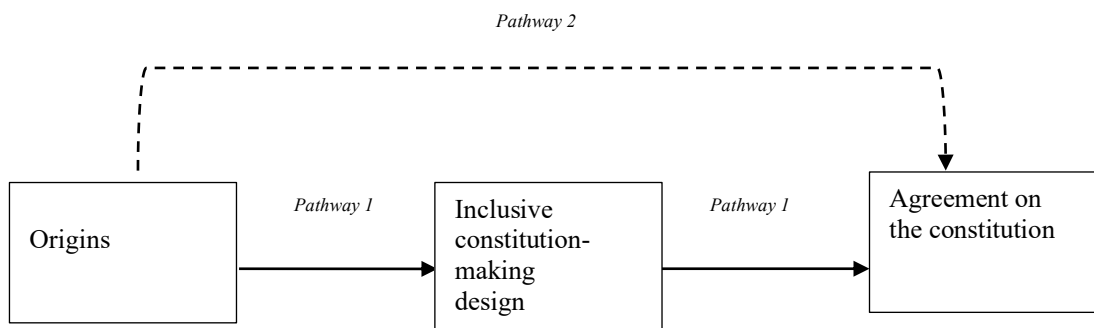 Pathway 2
Origins
Pathway 1
Inclusive
constitution-
making
design
Pathway 1
Agreement on
the constitution